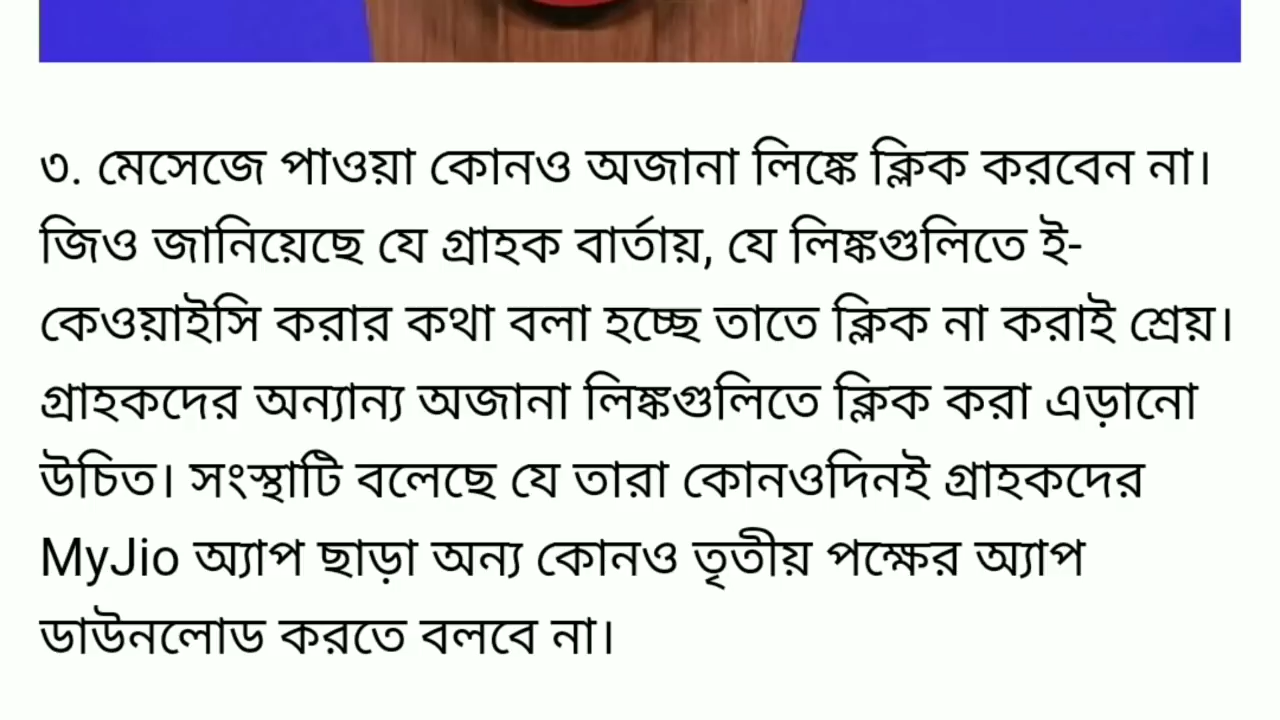 ৩. মেসেজে পাওয়া কোনও অজানা লিঙ্কে ক্লিক করবেন না।
জিও জানিয়েছে যে গ্রাহক বার্তায়, যে লিঙ্কগুলিতে ই-
কেওয়াইসি করার কথা বলা হচ্ছে তাতে ক্লিক না করাই শ্রেয়।
গ্রাহকদের অন্যান্য অজানা লিঙ্কগুলিতে ক্লিক করা এড়ানো
উচিত। সংস্থাটি বলেছে যে তারা কোনওদিনই গ্রাহকদের
MyJio অ্যাপ ছাড়া অন্য কোনও তৃতীয় পক্ষের অ্যাপ
ডাউনলোড করতে বলবে না।